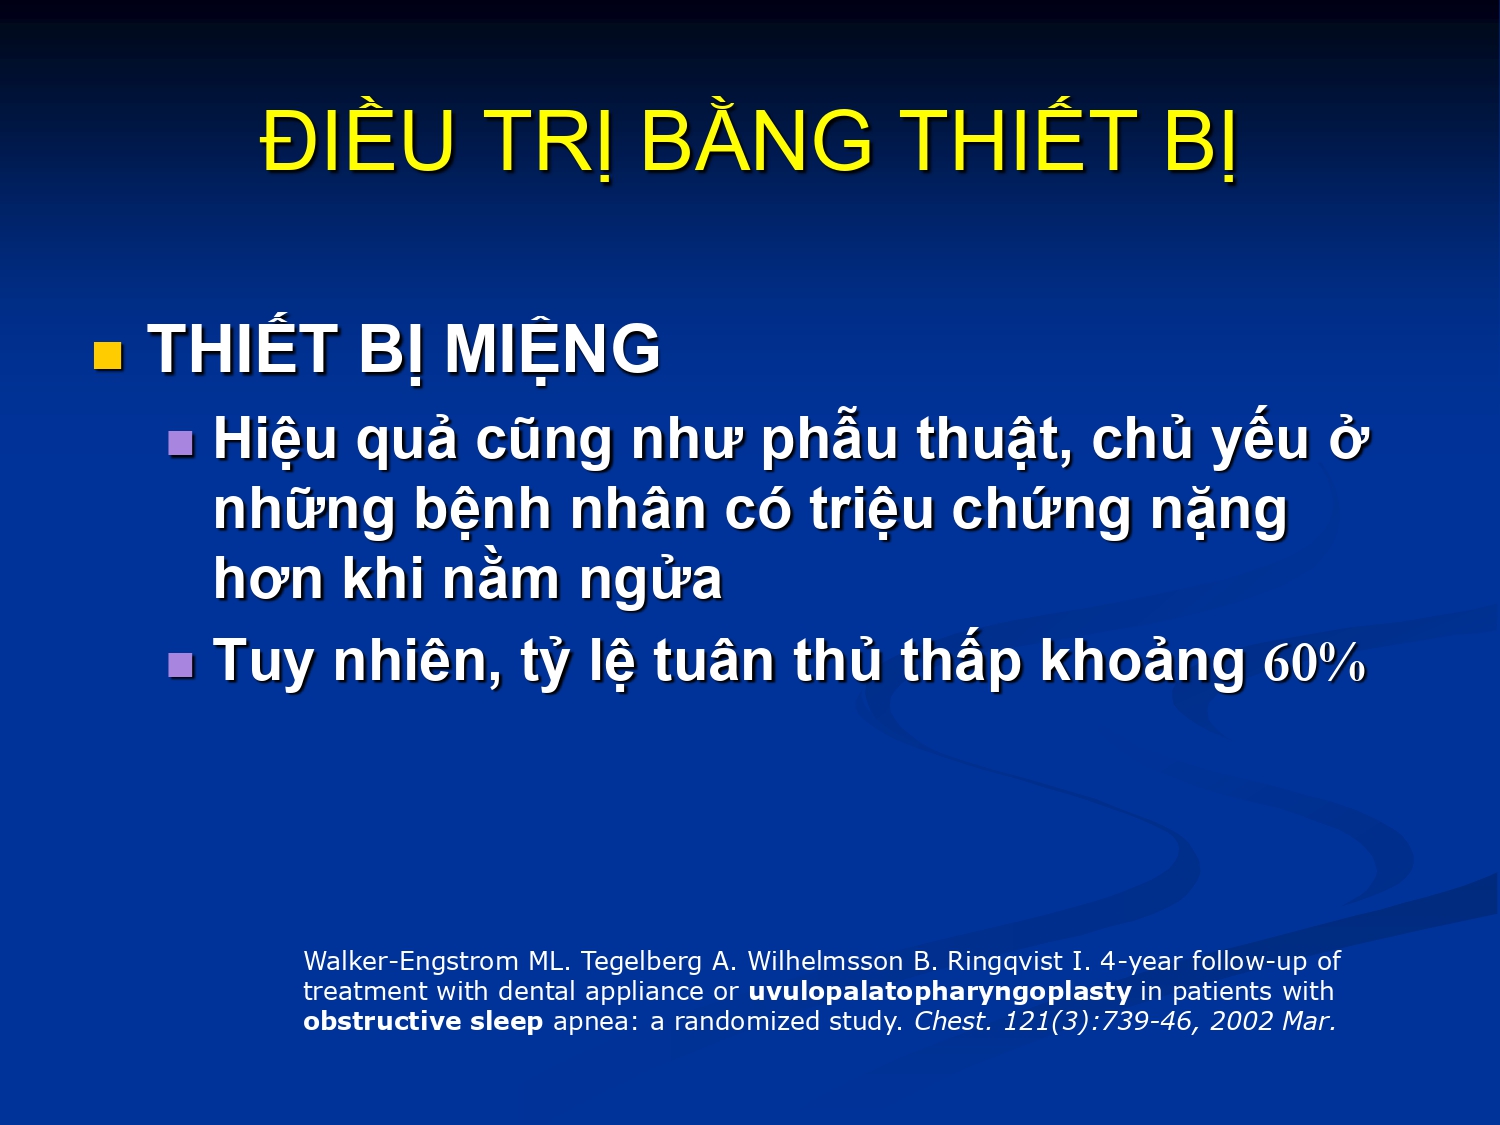 ĐIỀU TRỊ BẰNG THIẾT BỊ
THIẾT BỊ MIỆNG
Hiệu quả cũng như phẫu thuật, chủ yếu ở
những bệnh nhân có triệu chứng nặng
hơn khi nằm ngửa
Tuy nhiên, tỷ lệ tuân thủ thấp khoảng 60%
Walker-Engstrom ML. Tegelberg A. Wilhelmsson B. Ringqvist I. 4-year follow-up of
treatment with dental appliance or uvulopalatopharyngoplasty in patients with
obstructive sleep apnea: a randomized study. Chest. 121(3):739-46, 2002 Mar.